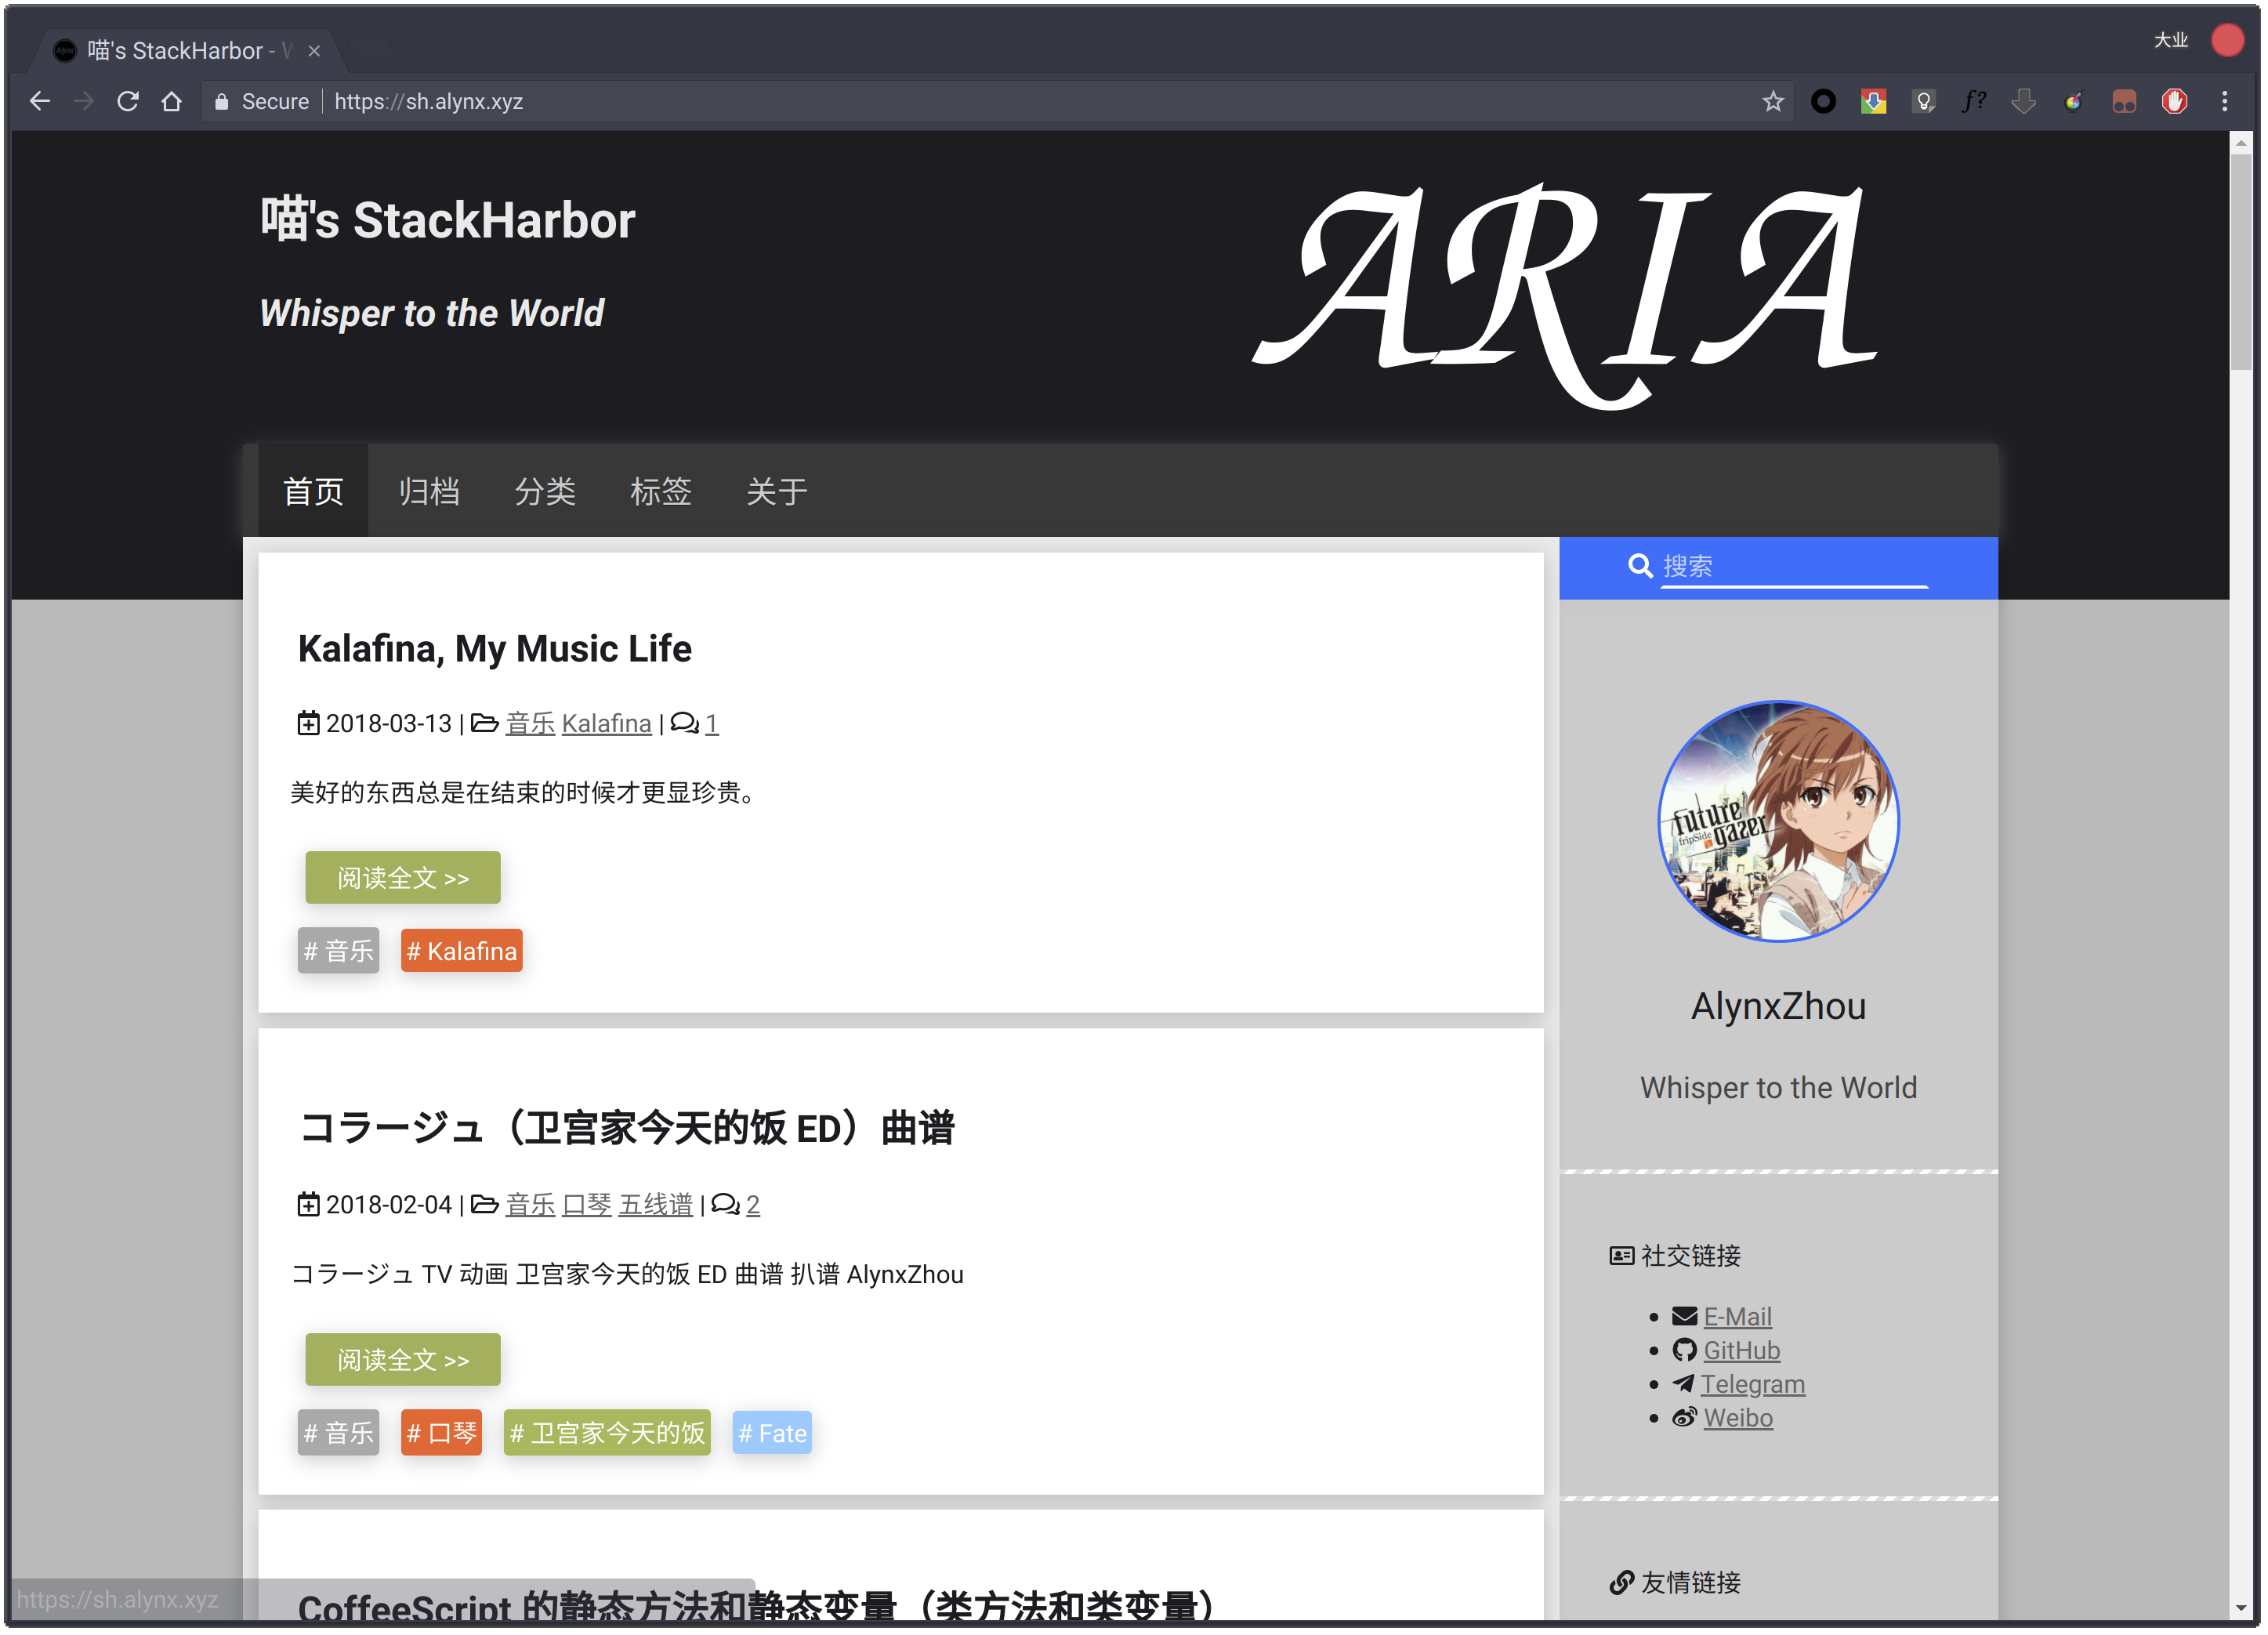 喵's StackHarbor - W
大业
Secure
https://sh.alynx.xyz
喵's StackHarbor
Whisper to the World
ARIA
首页 归档 分类 标签 关于
搜索
Kalafina, My Music Life
2018-03-13 | 音乐 Kalafina | 1
美好的东西总是在结束的时候才更显珍贵。
阅读全文 >>
# 音乐 # Kalafina
future gazer
fripSide
AlynxZhou
Whisper to the World
コラージュ（卫宫家今天的饭 ED）曲谱
2018-02-04 | 音乐 口琴 五线谱 | 2
コラージュ TV 动画 卫宫家今天的饭 ED 曲谱 扒谱 AlynxZhou
阅读全文 >>
# 音乐 # 口琴 # 卫宫家今天的饭 # Fate
社交链接
E-Mail
GitHub
Telegram
Weibo
友情链接
CoffeeScript 的静态方法和静态变量（类方法和类变量）
https://sh.alynx.xyz